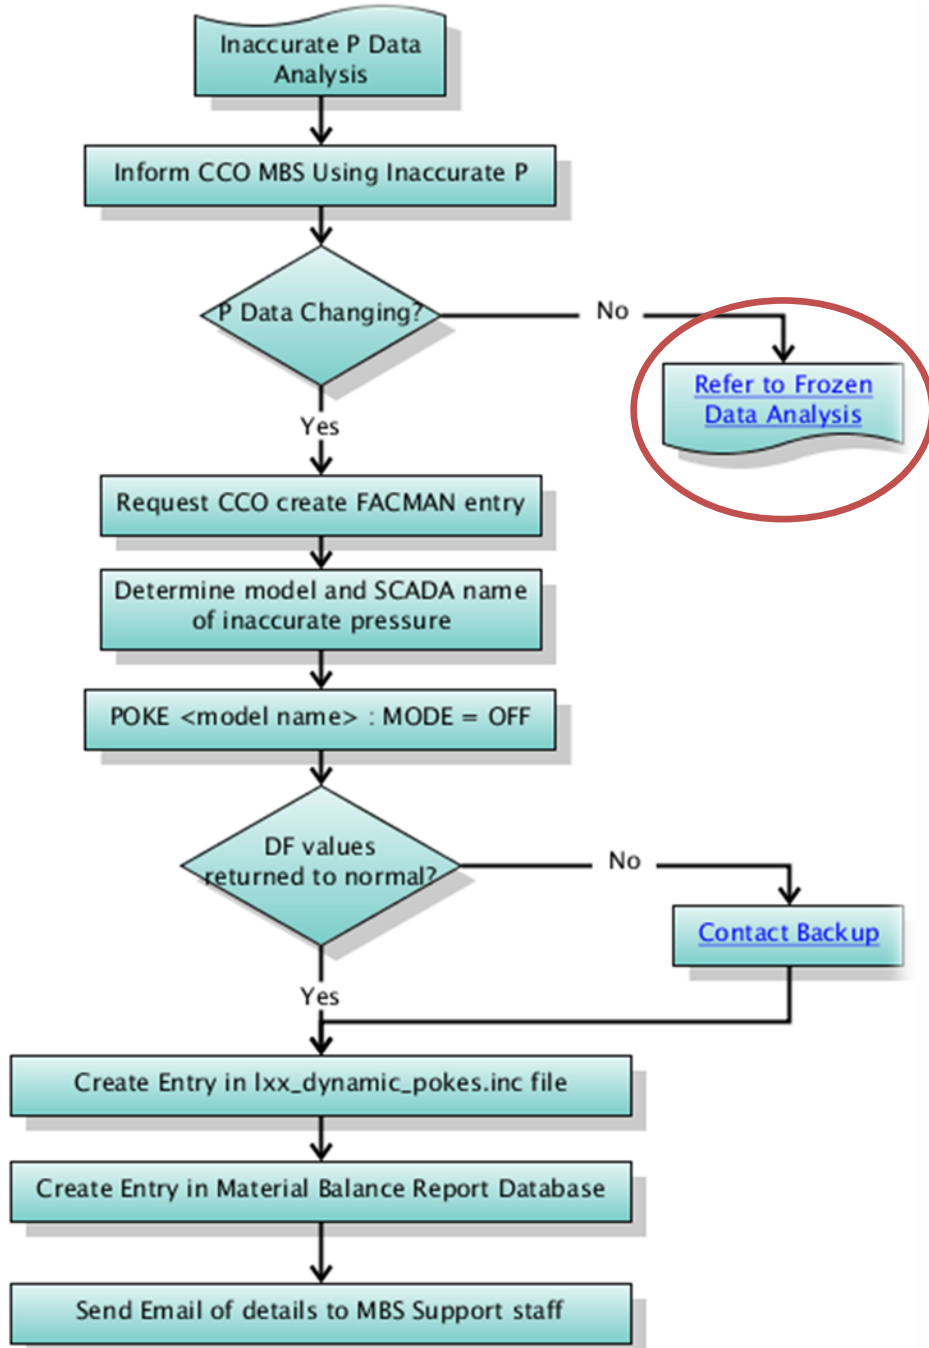 Inaccurate P Data
Analysis
Inform CCO MBS Using Inaccurate P
P Data Changing?
No
Refer to Frozen
Data Analysis
Yes
Request CCO create FACMAN entry
Determine model and SCADA name
of inaccurate pressure
POKE <model name> : MODE = OFF
DF values
returned to normal?
No
Contact Backup
Yes
Create Entry in lxx_dynamic_pokes.inc file
Create Entry in Material Balance Report Database
Send Email of details to MBS Support staff